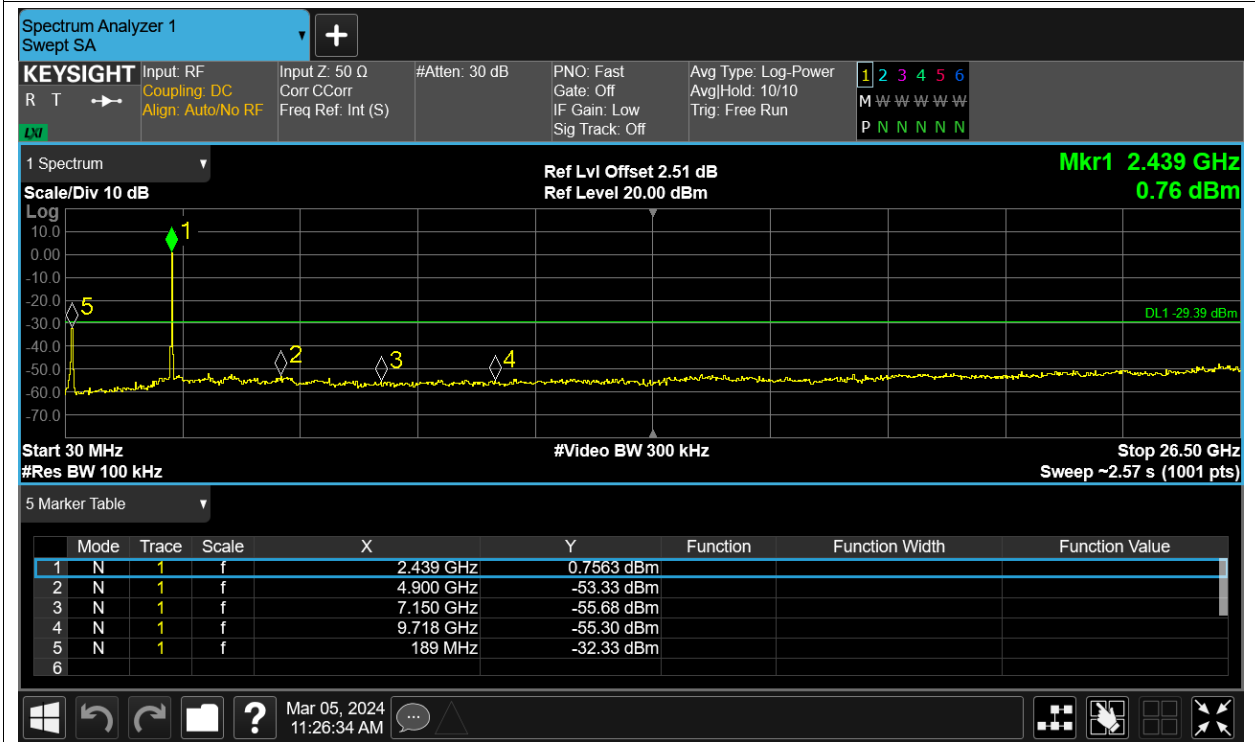 Spectrum Analyzer 1
Swept SA
+
KEYSIGHT
R T
LXI
Input: RF
Coupling: DC
Align: Auto/No RF
Input Z: 50 Ω
Corr CCorr
Freq Ref: Int (S)
#Atten: 30 dB
PNO: Fast
Gate: Off
IF Gain: Low
Sig Track: Off
Avg Type: Log-Power
Avg|Hold: 10/10
Trig: Free Run
1 2 3 4 5 6
M W W W W W
P N N N N N
1 Spectrum
Scale/Div 10 dB
Ref Lvl Offset 2.51 dB
Ref Level 20.00 dBm
Mkr1 2.439 GHz
0.76 dBm
Log
10.0
0.00
-10.0
-20.0
-30.0
-40.0
-50.0
-60.0
-70.0
1
5
2
3
4
DL1 -29.39 dBm
Start 30 MHz
#Video BW 300 kHz
Stop 26.50 GHz
#Res BW 100 kHz
Sweep ~2.57 s (1001 pts)
5 Marker Table
Mode Trace Scale X Y Function Function Width Function Value
1 N 1 f 2.439 GHz 0.7563 dBm
2 N 1 f 4.900 GHz -53.33 dBm
3 N 1 f 7.150 GHz -55.68 dBm
4 N 1 f 9.718 GHz -55.30 dBm
5 N 1 f 189 MHz -32.33 dBm
6
?
Mar 05, 2024
11:26:34 AM